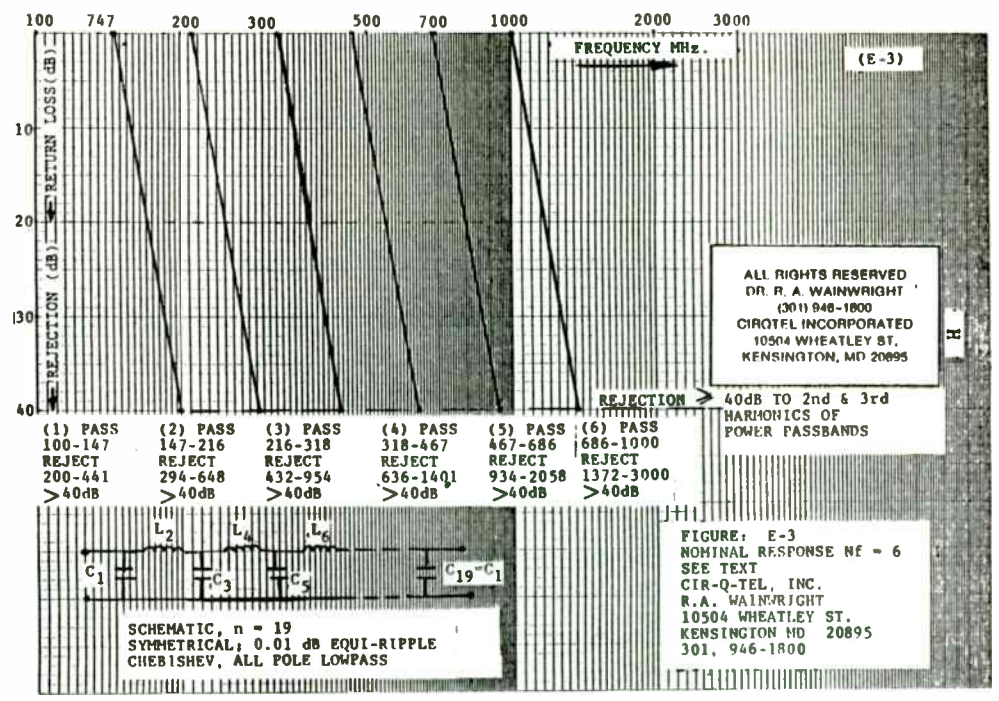 100 747 200 300 500 700 1000 2000 3000
FREQUENCY MHz.
(E-3)
RETURN LOSS(dB)
REJECTION (dB)
10
20
30
40
ALL RIGHTS RESERVED
DR. R. A. WAINWRIGHT
(301) 946-1800
CIRQTEL INCORPORATED
10504 WHEATLEY ST.
KENSINGTON, MD 20895
H
REJECTION > 40dB TO 2nd & 3rd
HARMONICS OF
POWER PASSBANDS
(1) PASS
100-147
REJECT
200-441
>40dB
(2) PASS
147-216
REJECT
294-648
>40dB
(3) PASS
216-318
REJECT
432-954
>40dB
(4) PASS
318-467
REJECT
636-1401
>40dB
(5) PASS
467-686
REJECT
934-2058
>40dB
(6) PASS
686-1000
REJECT
1372-3000
>40dB
L2 L4 L6
C1 C3 C5 C19=C1
SCHEMATIC, n = 19
SYMMETRICAL; 0.01 dB EQUI-RIPPLE
CHEBISHEV, ALL POLE LOWPASS
FIGURE: E-3
NOMINAL RESPONSE Nf = 6
SEE TEXT
CIR-Q-TEL, INC.
R.A. WAINWRIGHT
10504 WHEATLEY ST.
KENSINGTON MD 20895
301, 946-1800